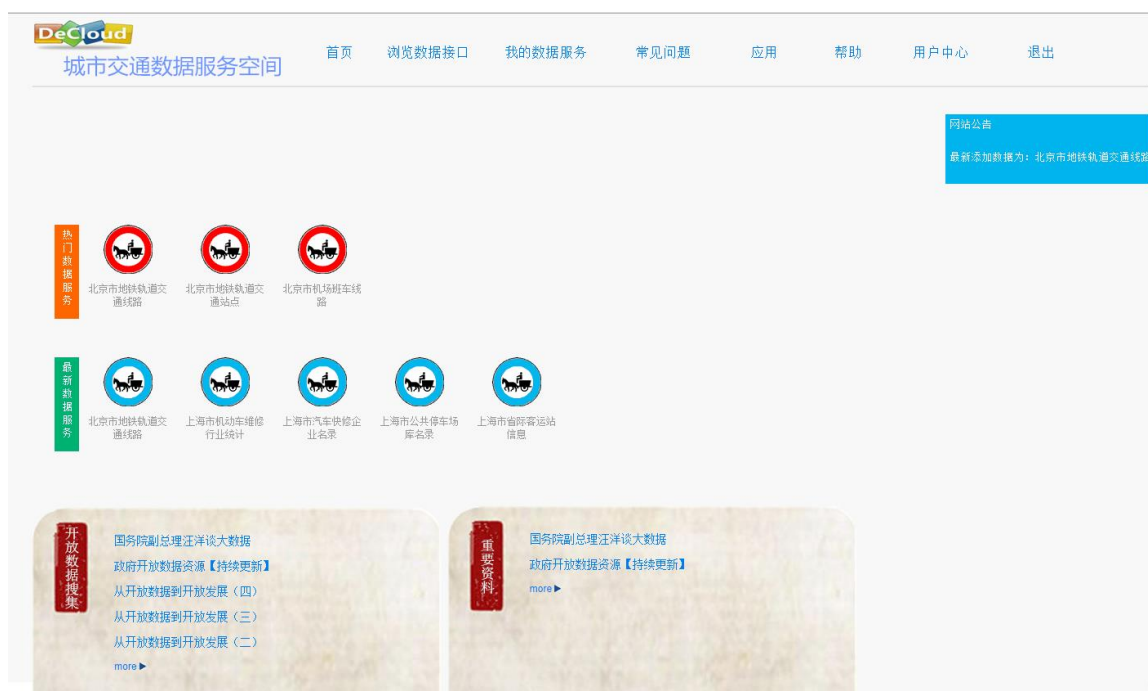 DeCloud
城市交通数据服务空间
首页 浏览数据接口 我的数据服务 常见问题 应用 帮助 用户中心 退出
网站公告
最新添加数据为：北京市地铁轨道交通线路
热门数据服务
北京市地铁轨道交
通线路
北京市地铁轨道交
通站点
北京市机场班车线
路
最新数据服务
北京市地铁轨道交
通线路
上海市机动车维修
行业统计
上海市汽车快修企
业名录
上海市公共停车场
库名录
上海市省际客运站
信息
开放数据搜集
国务院副总理汪洋谈大数据
政府开放数据资源【持续更新】
从开放数据到开放发展（四）
从开放数据到开放发展（三）
从开放数据到开放发展（二）
more
重要资料
国务院副总理汪洋谈大数据
政府开放数据资源【持续更新】
more